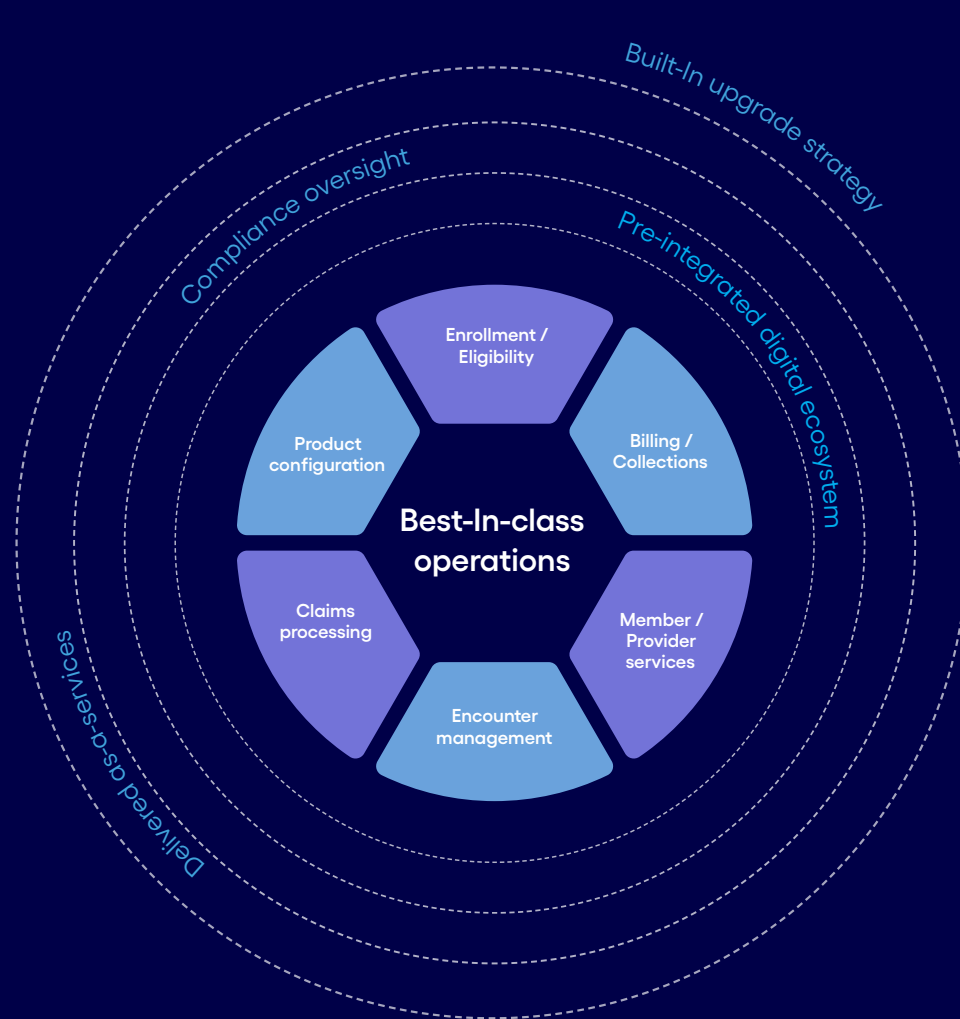 Built-In upgrade strategy
Compliance oversight
Pre-integrated digital ecosystem
Delivered as-a-services
Enrollment /
Eligibility
Billing /
Collections
Member /
Provider
services
Encounter
management
Claims
processing
Product
configuration
Best-In-class
operations